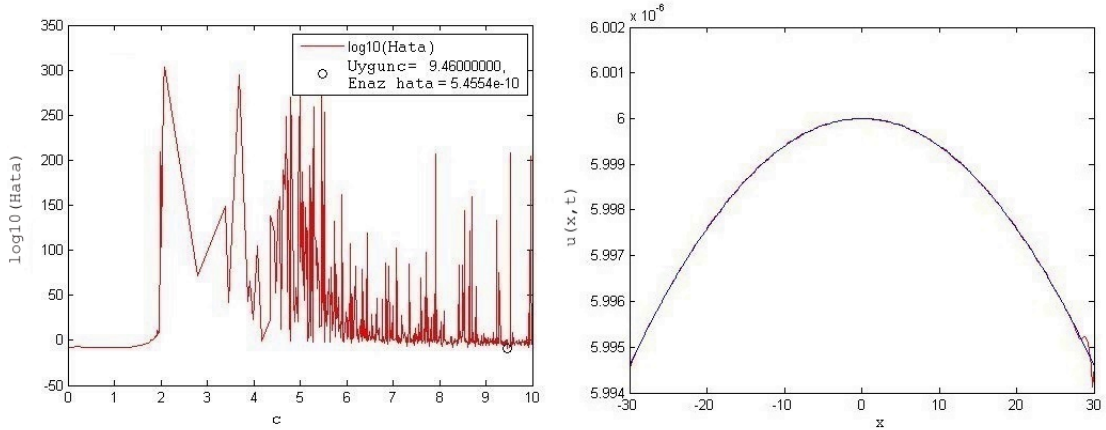 350
300
250
200
150
100
50
0
-50
log10(Hata)
log10(Hata)
Uygunc= 9.46000000,
Enaz hata = 5.4554e-10
0 1 2 3 4 5 6 7 8 9 10
c
x 10^-6
6.002
6.001
6
5.999
5.998
5.997
5.996
5.995
5.994
u(x,t)
-30 -20 -10 0 10 20 30
x